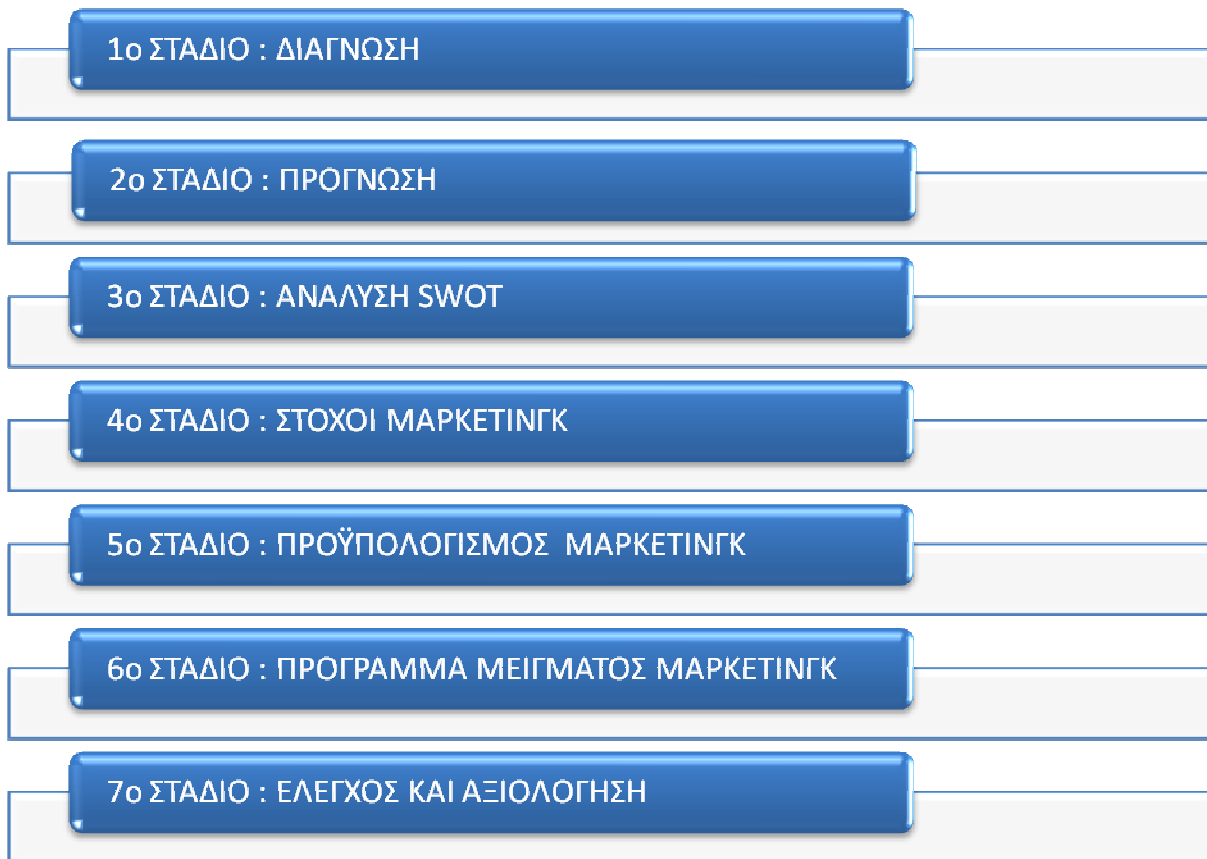 1ο ΣΤΑΔΙΟ : ΔΙΑΓΝΩΣΗ
2ο ΣΤΑΔΙΟ : ΠΡΟΓΝΩΣΗ
3ο ΣΤΑΔΙΟ : ΑΝΑΛΥΣΗ SWOT
4ο ΣΤΑΔΙΟ : ΣΤΟΧΟΙ ΜΑΡΚΕΤΙΝΓΚ
5ο ΣΤΑΔΙΟ : ΠΡΟΫΠΟΛΟΓΙΣΜΟΣ ΜΑΡΚΕΤΙΝΓΚ
6ο ΣΤΑΔΙΟ : ΠΡΟΓΡΑΜΜΑ ΜΕΙΓΜΑΤΟΣ ΜΑΡΚΕΤΙΝΓΚ
7ο ΣΤΑΔΙΟ : ΕΛΕΓΧΟΣ ΚΑΙ ΑΞΙΟΛΟΓΗΣΗ